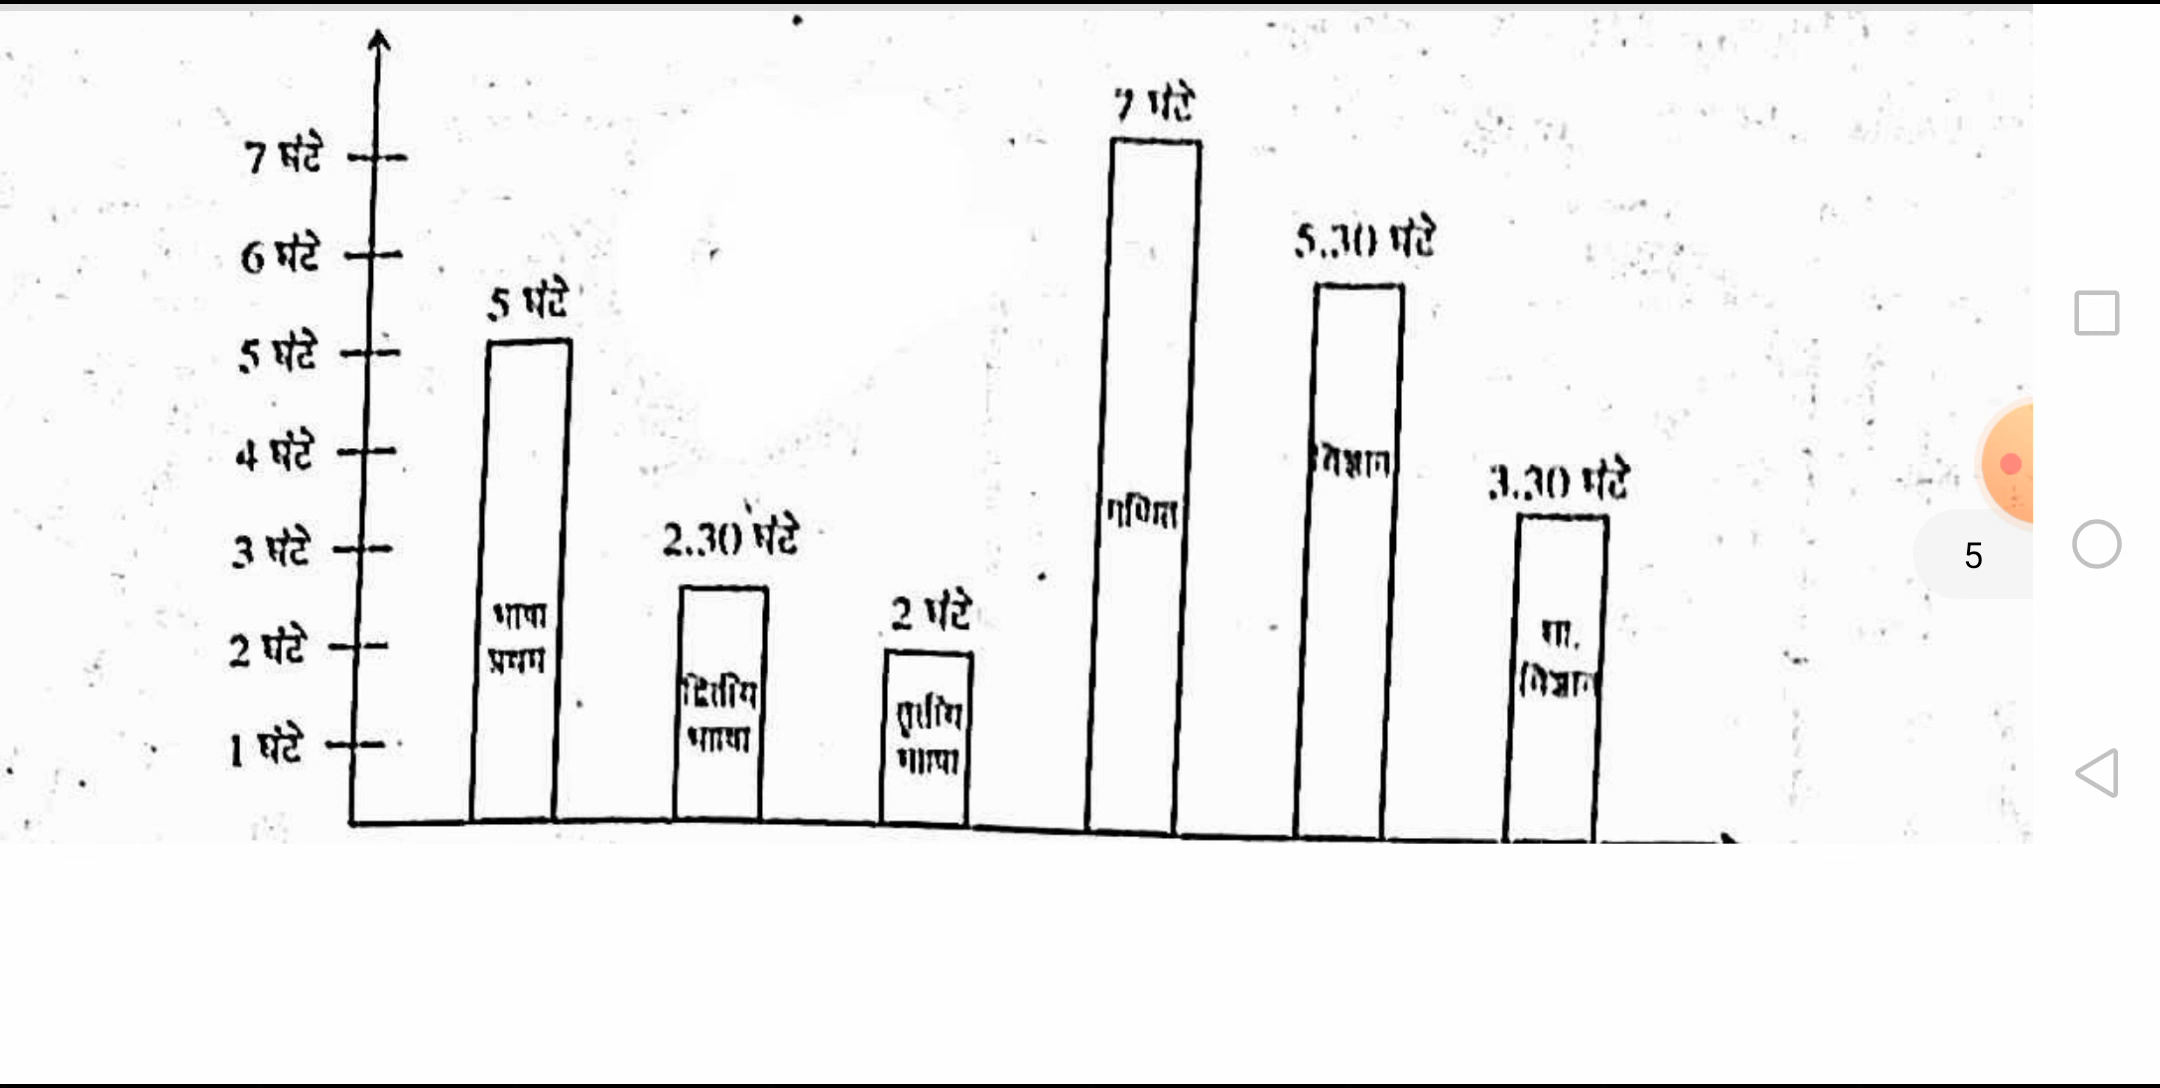 7 घंटे
6 घंटे
5 घंटे
4 घंटे
3 घंटे
2 घंटे
1 घंटे
5 घंटे
भाषा
प्रथम
2.30 घंटे
द्वितीय
भाषा
2 घंटे
तृतीय
भाषा
7 घंटे
गणित
5.30 घंटे
विज्ञान
3.30 घंटे
सा.
विज्ञान
5